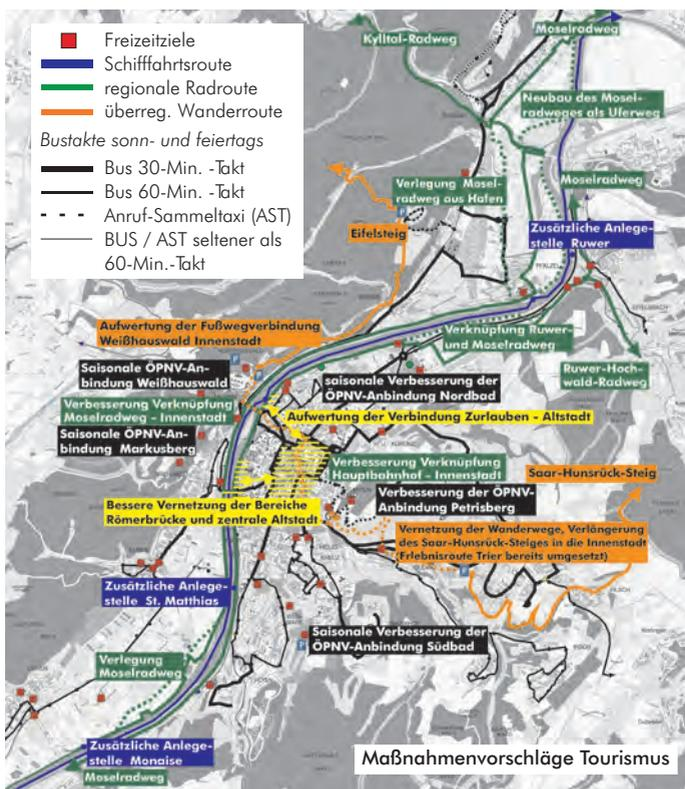 Freizeitziele
Schifffahrtsroute
regionale Radroute
überreg. Wanderroute
Bustakte sonn- und feiertags
Bus 30-Min. -Takt
Bus 60-Min. -Takt
Anruf-Sammeltaxi (AST)
BUS / AST seltener als
60-Min.-Takt
Kylltal-Radweg
Moselradweg
Neubau des Mosel-
radweges als Uferweg
Verlegung Mosel-
radweg aus Hafen
Moselradweg
Eifelsteig
Zusätzliche Anlege-
stelle Ruwer
Aufwertung der Fußwegverbindung
Weißhauswald Innenstadt
Verknüpfung Ruwer-
und Moselradweg
Saisonale ÖPNV-An-
bindung Weißhauswald
Ruwer-Hoch-
wald-Radweg
saisonale Verbesserung der
ÖPNV-Anbindung Nordbad
Verbesserung Verknüpfung
Moselradweg - Innenstadt
Aufwertung der Verbindung Zurlauben - Altstadt
Saisonale ÖPNV-An-
bindung Markusberg
Verbesserung Verknüpfung
Hauptbahnhof - Innenstadt
Saar-Hunsrück-Steig
Verbesserung der ÖPNV-
Anbindung Petrisberg
Bessere Vernetzung der Bereiche
Römerbrücke und zentrale Altstadt
Vernetzung der Wanderwege, Verlängerung
des Saar-Hunsrück-Steiges in die Innenstadt
(Erlebnisroute Trier bereits umgesetzt)
Zusätzliche Anlege-
stelle St. Matthias
Saisonale Verbesserung der
ÖPNV-Anbindung Südbad
Verlegung
Moselradweg
Zusätzliche Anlege-
stelle Monaise
Moselradweg
Maßnahmenvorschläge Tourismus